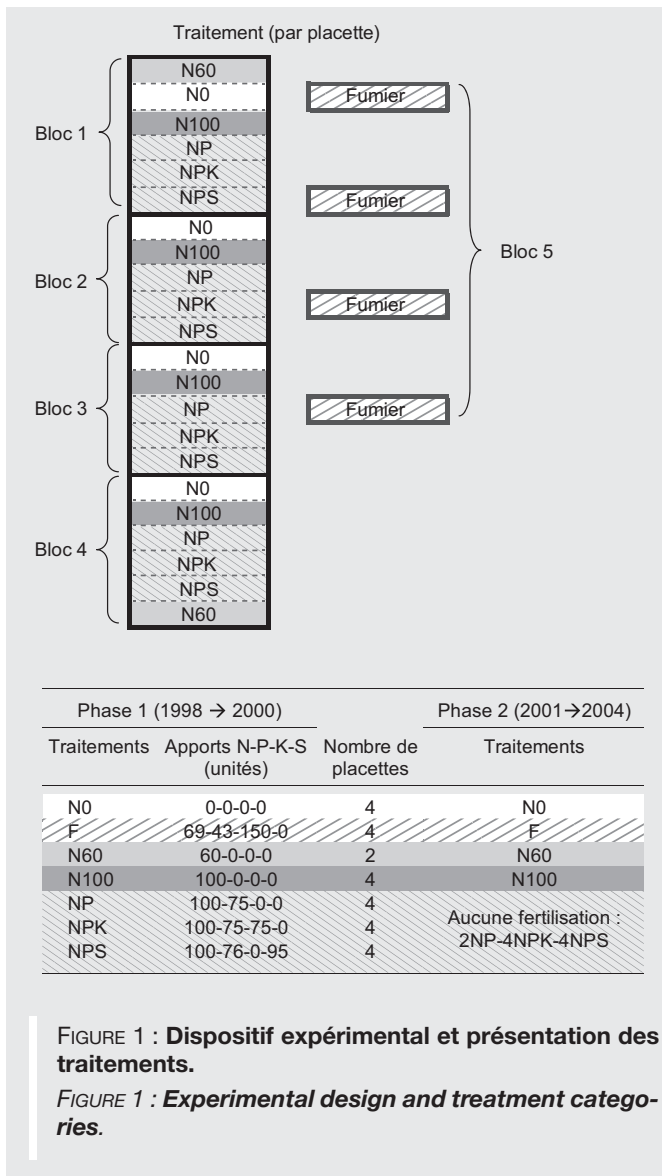 Traitement (par placette)
N60
N0
N100
NP
NPK
NPS
Bloc 1
N0
N100
NP
NPK
NPS
Bloc 2
N0
N100
NP
NPK
NPS
Bloc 3
N0
N100
NP
NPK
NPS
N60
Bloc 4
Fumier
Fumier
Fumier
Fumier
Bloc 5
Phase 1 (1998 → 2000) Phase 2 (2001→2004)
Traitements Apports N-P-K-S Nombre de Traitements
(unités) placettes
N0 0-0-0-0 4 N0
F 69-43-150-0 4 F
N60 60-0-0-0 2 N60
N100 100-0-0-0 4 N100
NP 100-75-0-0 4
NPK 100-75-75-0 4
NPS 100-76-0-95 4
Aucune fertilisation :
2NP-4NPK-4NPS
FIGURE 1 : Dispositif expérimental et présentation des
traitements.
FIGURE 1 : Experimental design and treatment catego-
ries.